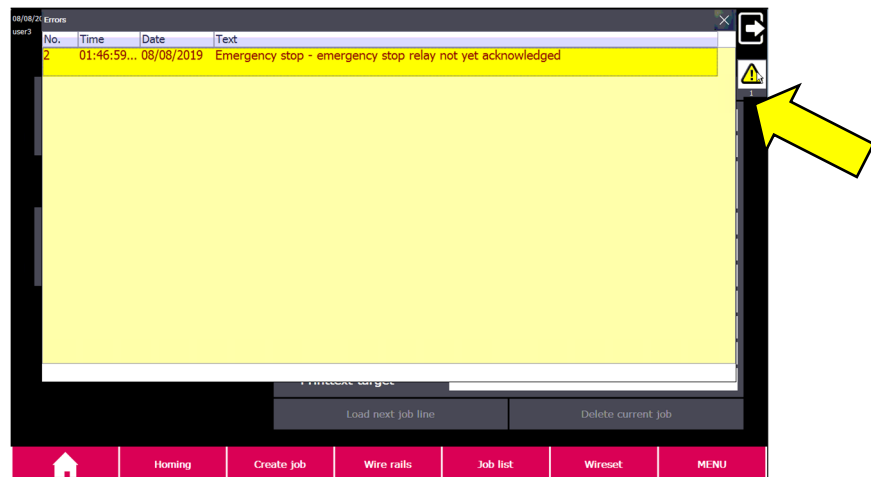 08/08/20
user3
Errors
No. Time Date Text
2 01:46:59... 08/08/2019 Emergency stop - emergency stop relay not yet acknowledged
1
Load next job line Delete current job
Homing Create job Wire rails Job list Wireset MENU